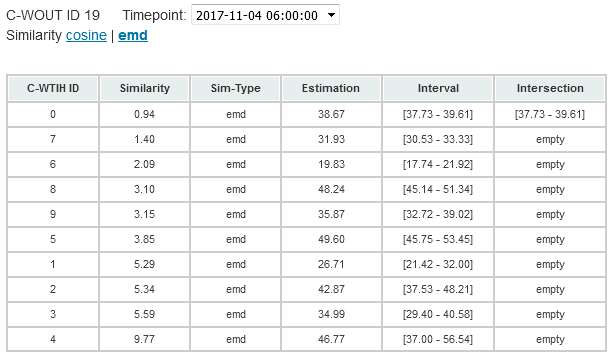 C-WOUT ID 19 Timepoint: 2017-11-04 06:00:00
Similarity cosine | emd
C-WTIH ID Similarity Sim-Type Estimation Interval Intersection
0 0.94 emd 38.67 [37.73 - 39.61] [37.73 - 39.61]
7 1.40 emd 31.93 [30.53 - 33.33] empty
6 2.09 emd 19.83 [17.74 - 21.92] empty
8 3.10 emd 48.24 [45.14 - 51.34] empty
9 3.15 emd 35.87 [32.72 - 39.02] empty
5 3.85 emd 49.60 [45.75 - 53.45] empty
1 5.29 emd 26.71 [21.42 - 32.00] empty
2 5.34 emd 42.87 [37.53 - 48.21] empty
3 5.59 emd 34.99 [29.40 - 40.58] empty
4 9.77 emd 46.77 [37.00 - 56.54] empty